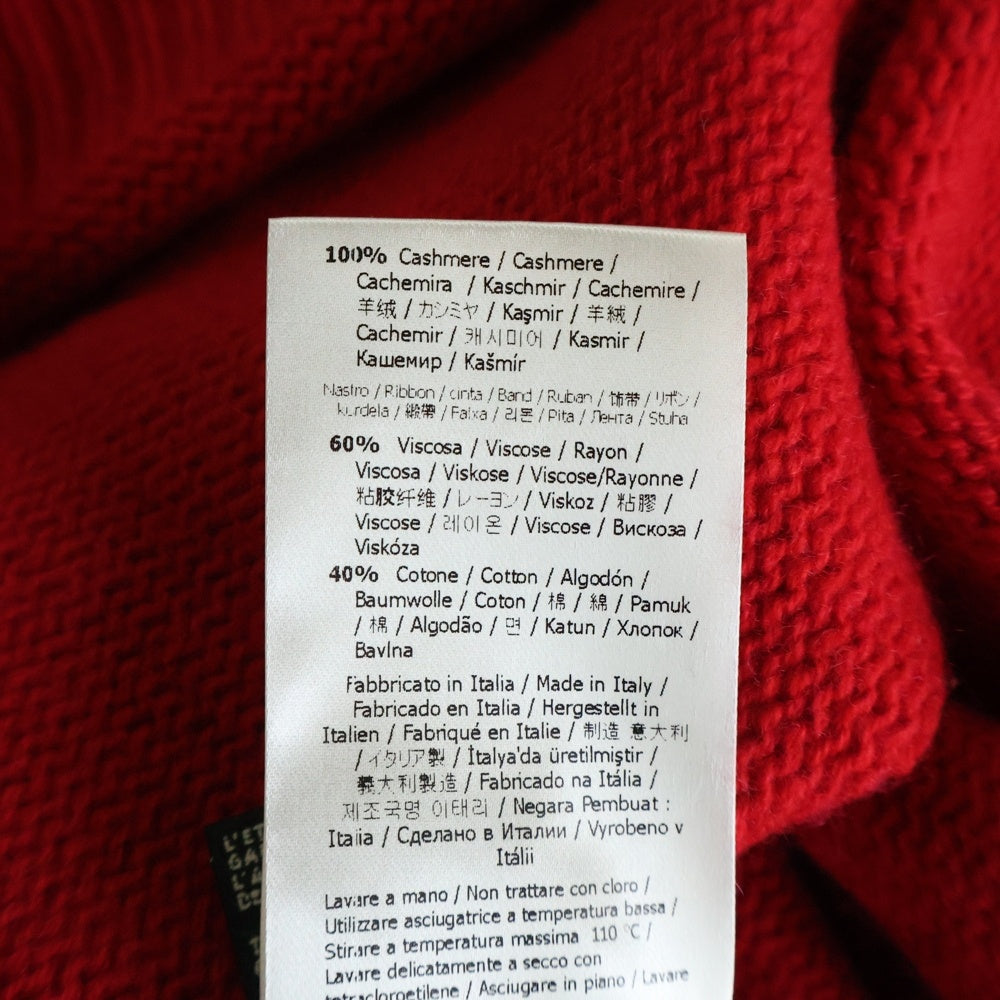 100% Cashmere / Cashmere /
Cachemira / Kaschmir / Cachemire /
羊绒 / カシミヤ / Kaşmir / 羊絨 /
Cachemir / 캐시미어 / Kasmir /
Кашемир / Kašmír
Nastro / Ribbon / cinta / Band / Ruban / 饰带 / リボン /
kurdela / 緞帶 / Faixa / 리본 / Pita / Лента / Stuha
60% Viscosa / Viscose / Rayon /
Viscosa / Viskose / Viscose/Rayonne /
粘胶纤维 / レーヨン / Viskoz / 粘膠 /
Viscose / 레이온 / Viscose / Вискоза /
Viskóza
40% Cotone / Cotton / Algodón /
Baumwolle / Coton / 棉 / 綿 / Pamuk
/ 棉 / Algodão / 면 / Katun / Хлопок /
Bavlna
Fabbricato in Italia / Made in Italy /
Fabricado en Italia / Hergestellt in
Italien / Fabriqué en Italie / 制造 意大利
/ イタリア製 / İtalya'da üretilmiştir /
義大利製造 / Fabricado na Itália /
제조국명 이태리 / Negara Pembuat :
Italia / Сделано в Италии / Vyrobeno v
Itálii
Lavare a mano / Non trattare con cloro /
Utilizzare asciugatrice a temperatura bassa /
Stirare a temperatura massima 110 °C /
Lavare delicatamente a secco con
tetracloroetilene / Asciugare in piano / Lavare